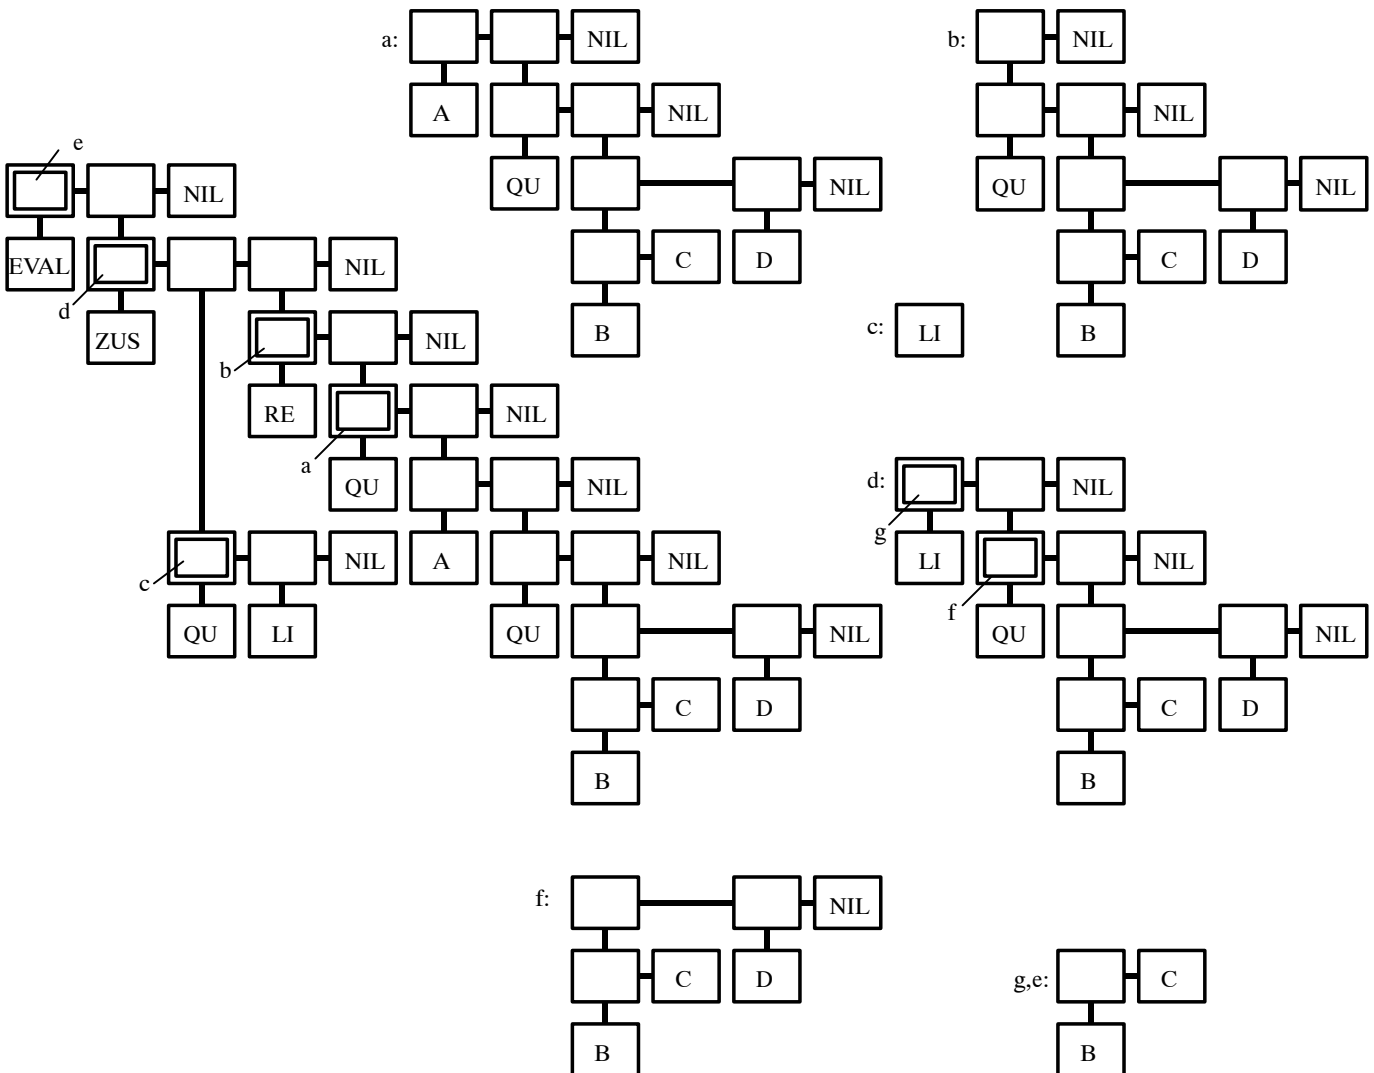 a: NIL b: NIL
A NIL NIL
e
NIL QU NIL QU NIL
EVAL NIL C D C D
d
ZUS NIL B c: LI B
b
RE NIL
a
QU NIL d: NIL
g
c NIL A NIL LI NIL
f
QU LI QU NIL QU NIL
C D C D
B B
f: NIL
C D g,e: C
B B